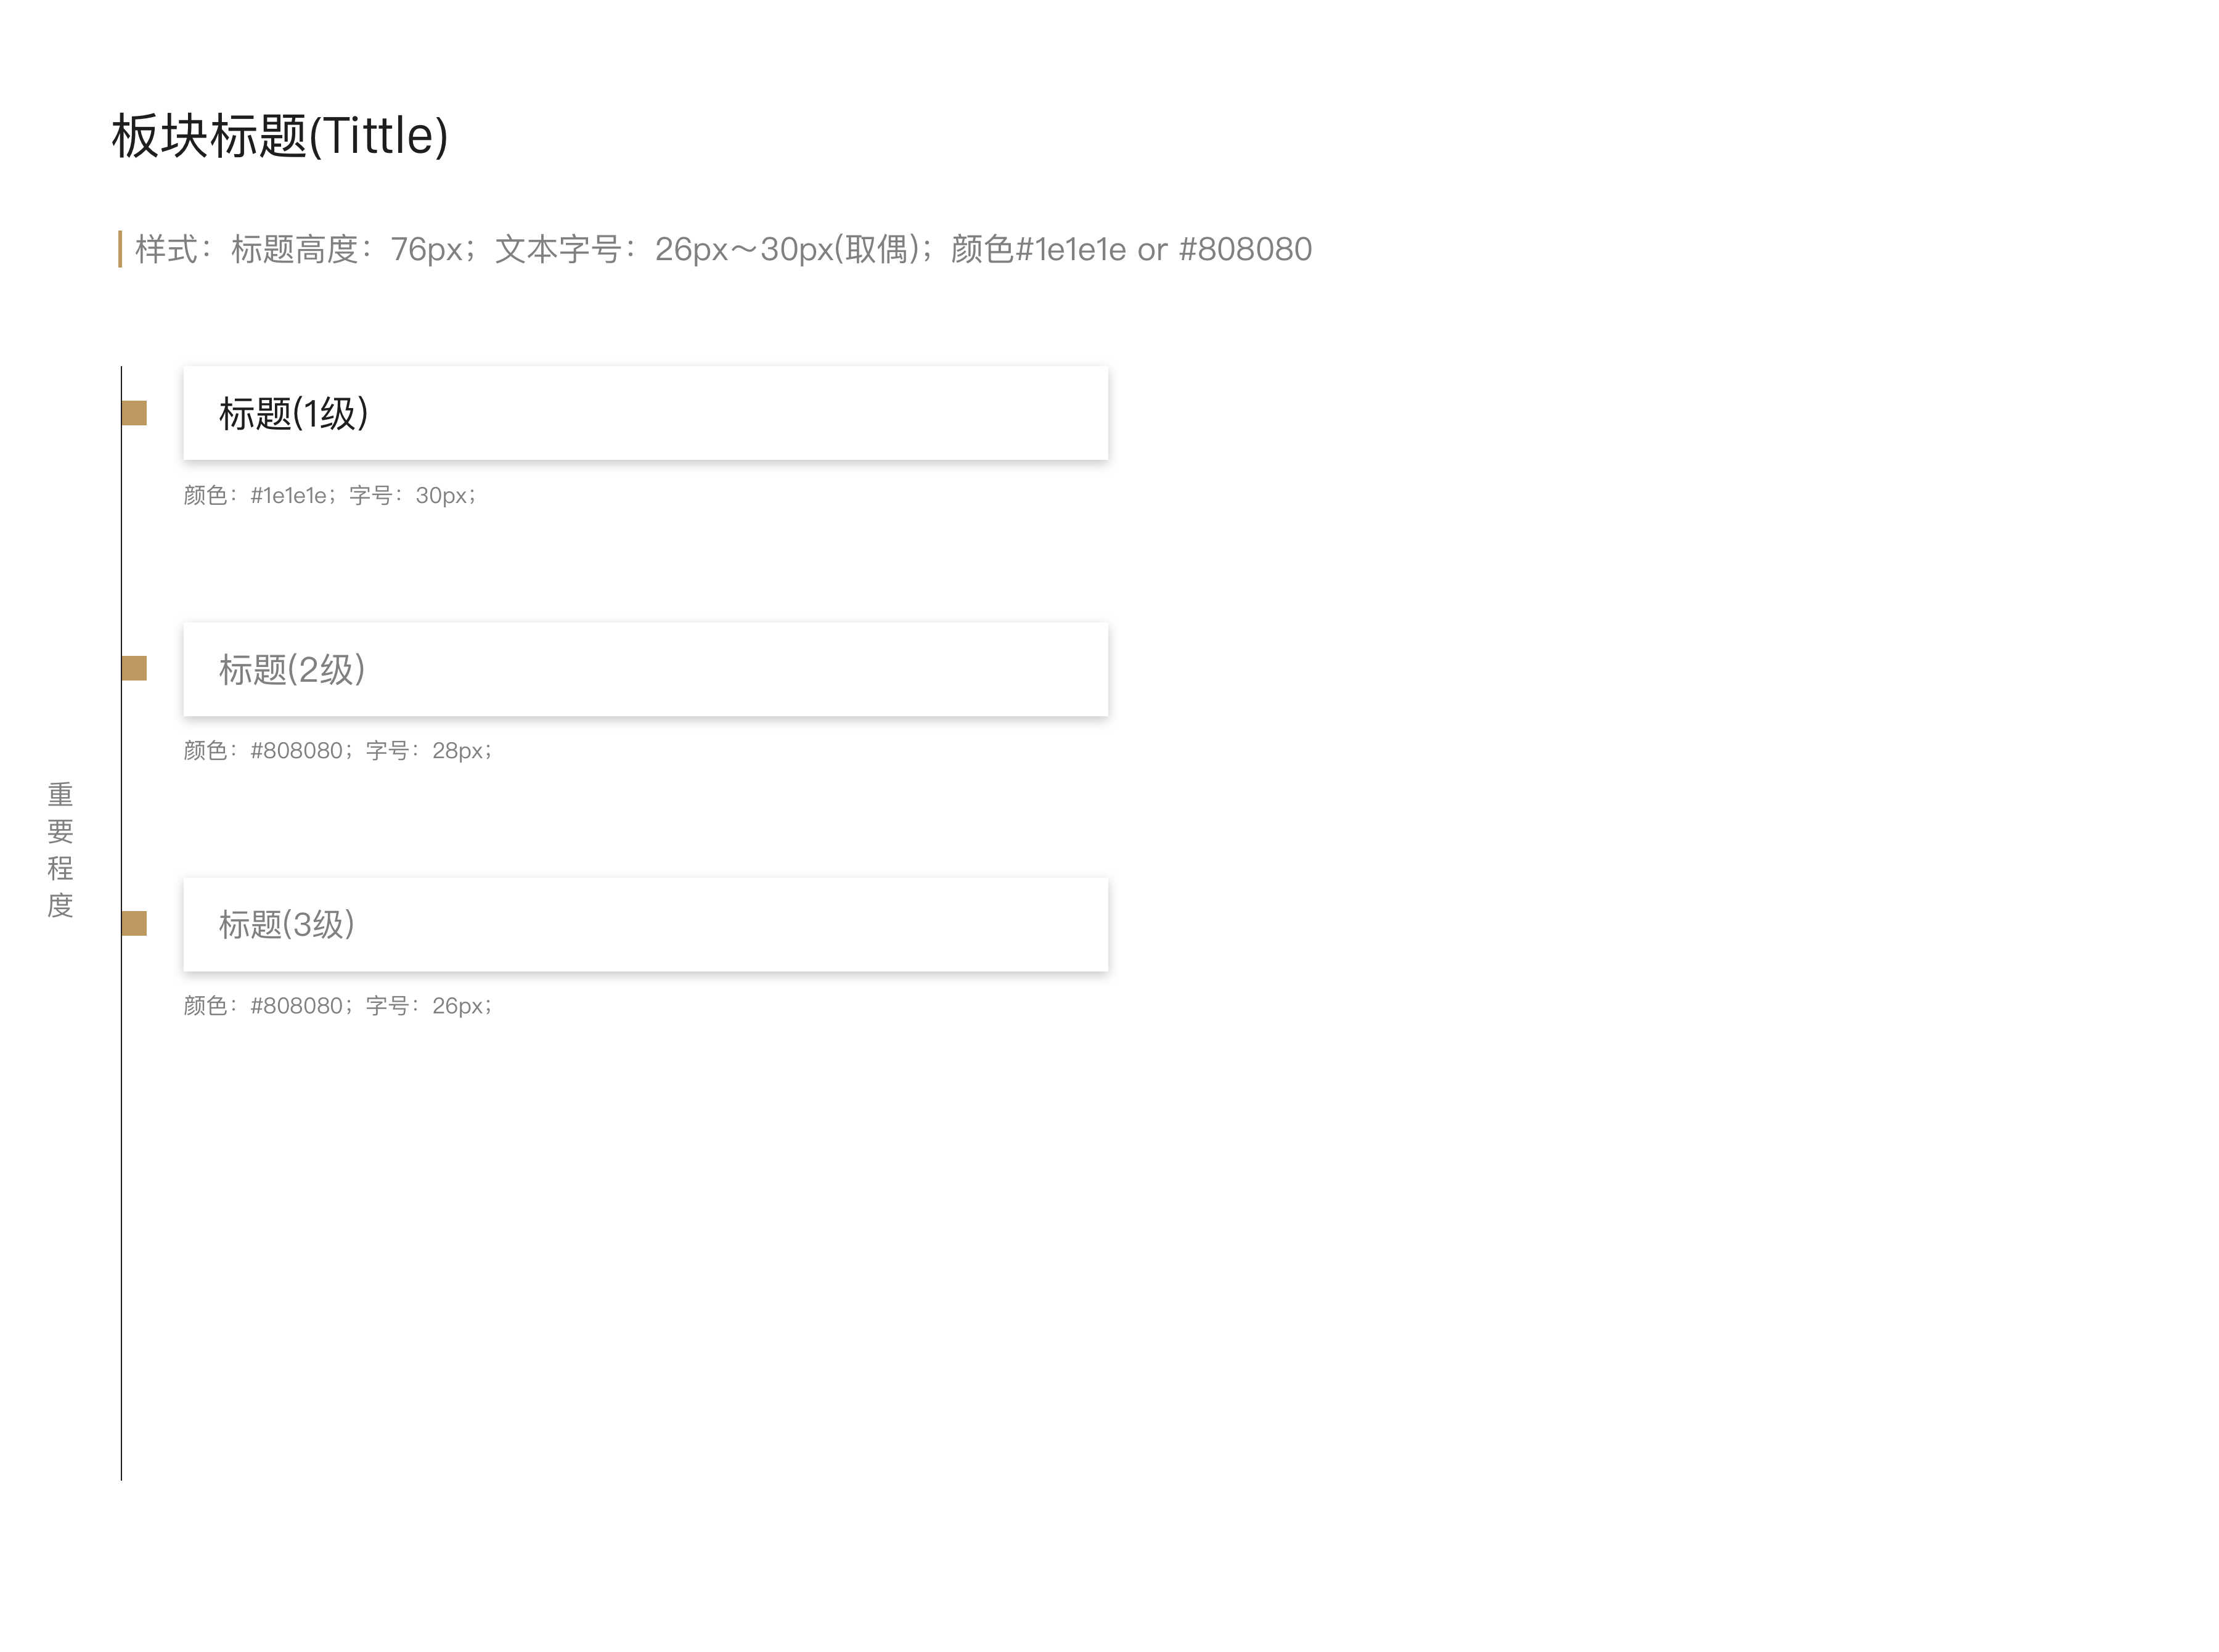 板块标题(Tittle)
样式：标题高度：76px；文本字号：26px～30px(取偶)；颜色#1e1e1e or #808080
标题(1级)
颜色：#1e1e1e；字号：30px；
标题(2级)
颜色：#808080；字号：28px；
重要程度
标题(3级)
颜色：#808080；字号：26px；